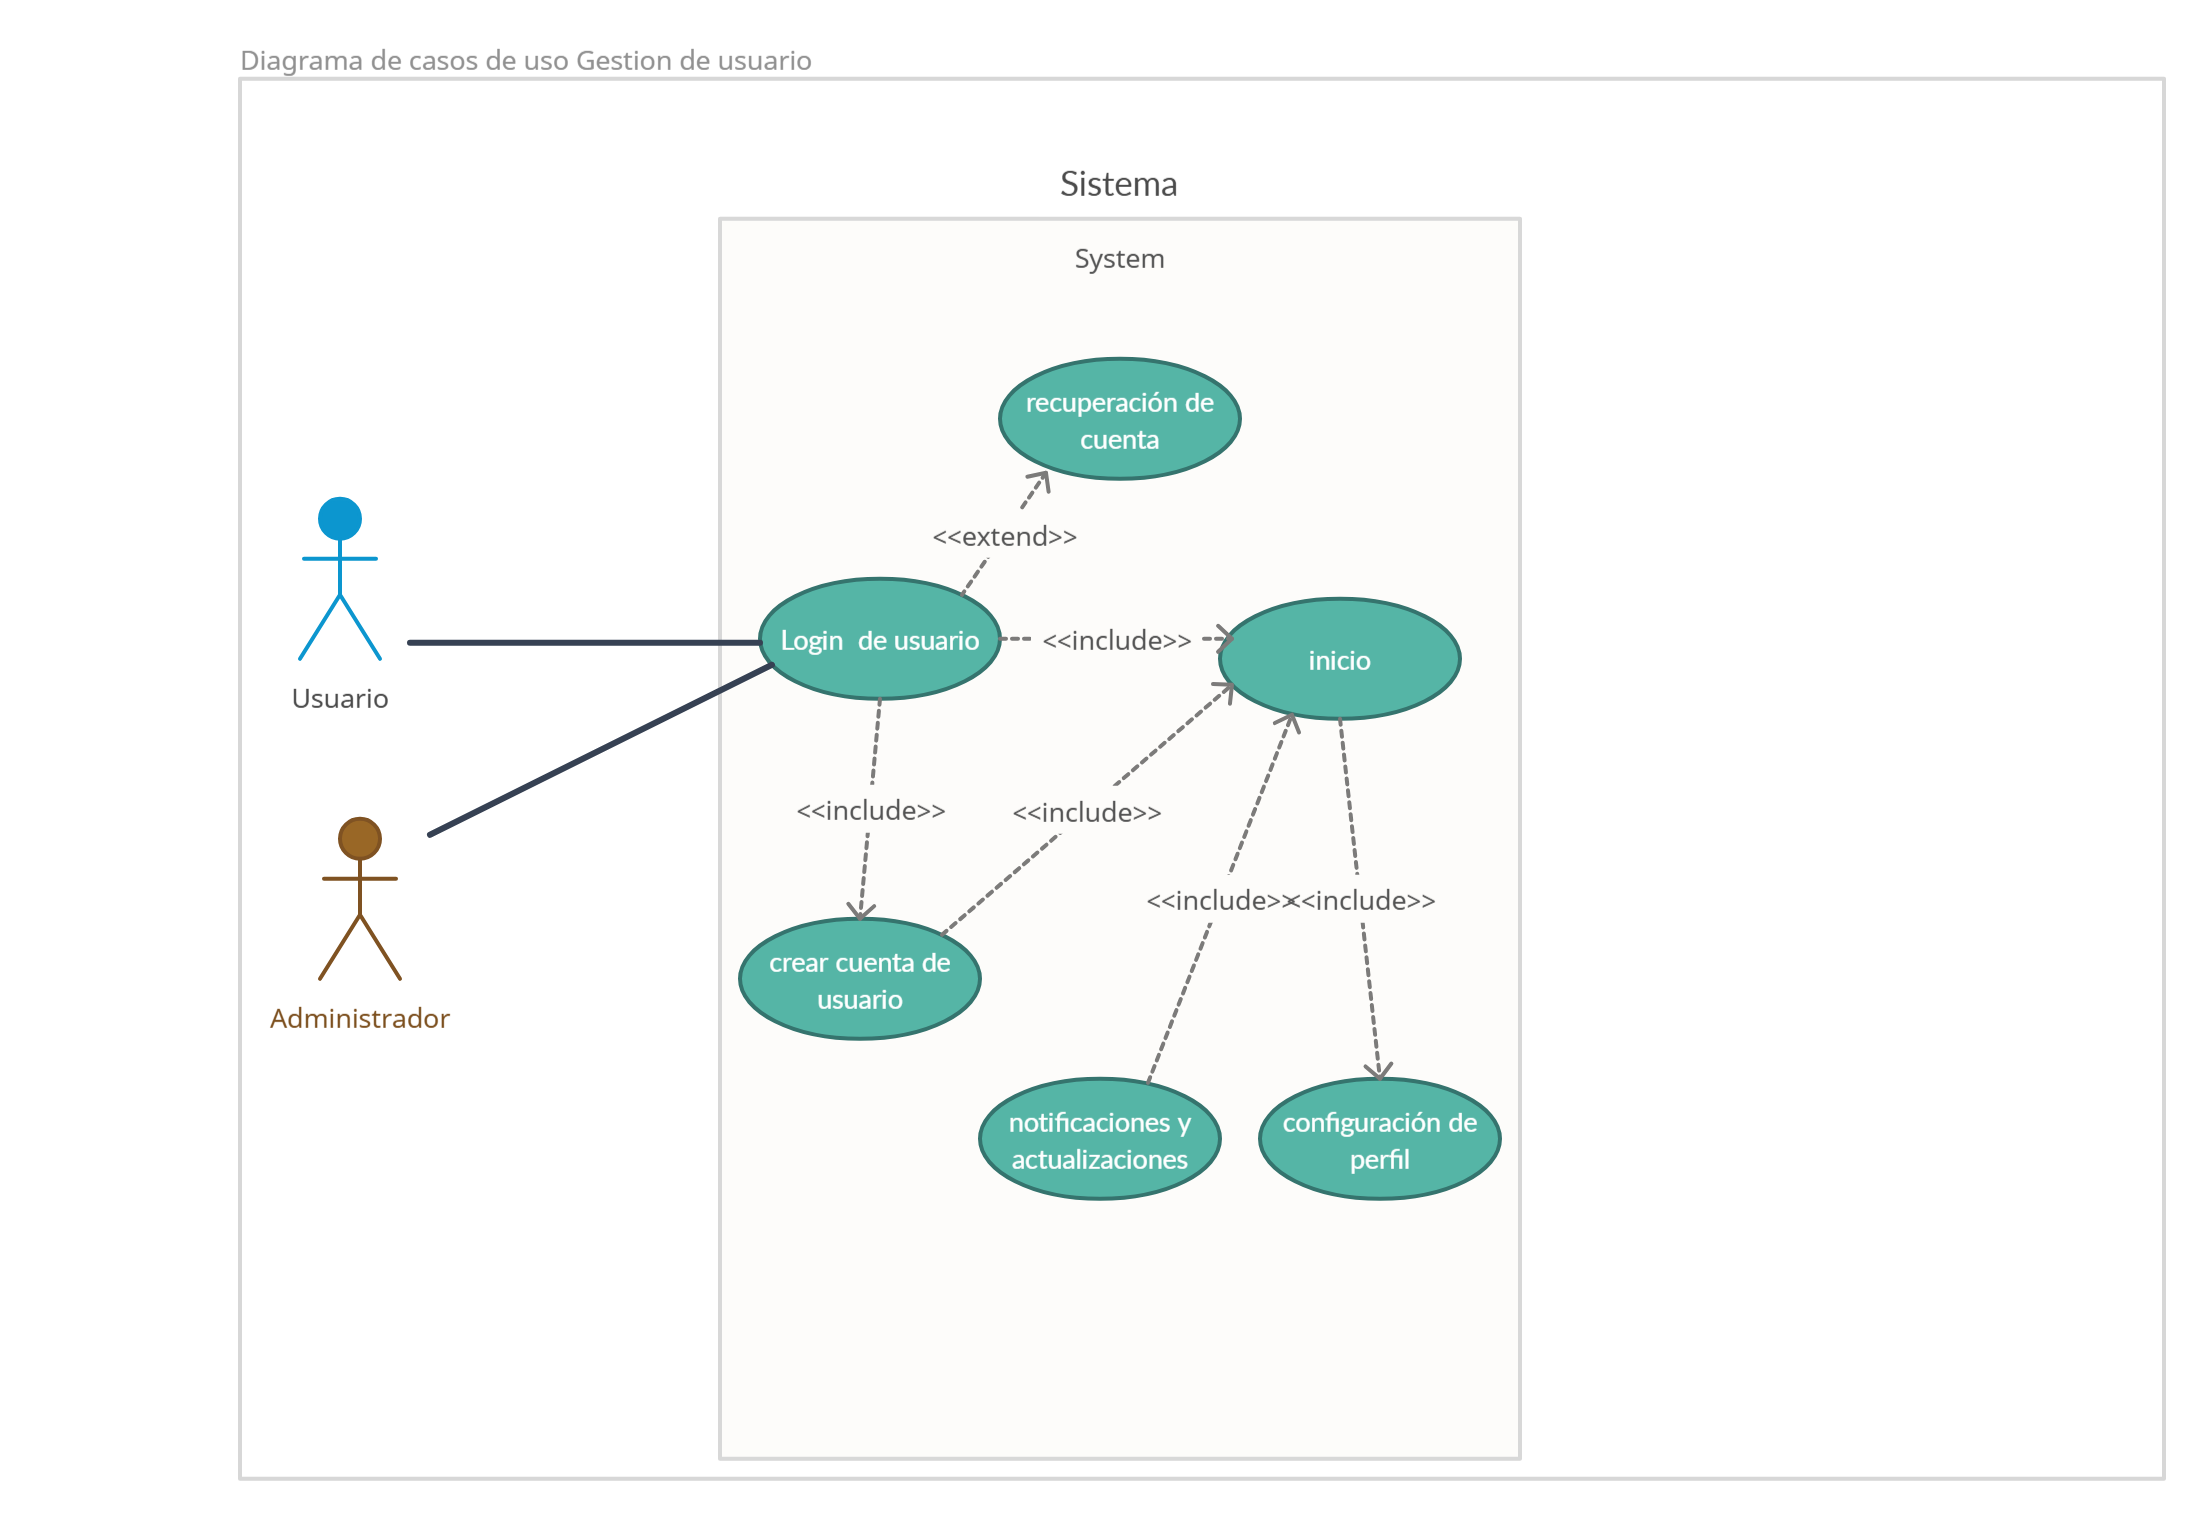 Diagrama de casos de uso Gestion de usuario
Sistema
System
recuperación de
cuenta
<<extend>>
Login  de usuario
<<include>>
inicio
Usuario
<<include>>
<<include>>
<<include>>
<<include>>
crear cuenta de
usuario
Administrador
notificaciones y
actualizaciones
configuración de
perfil